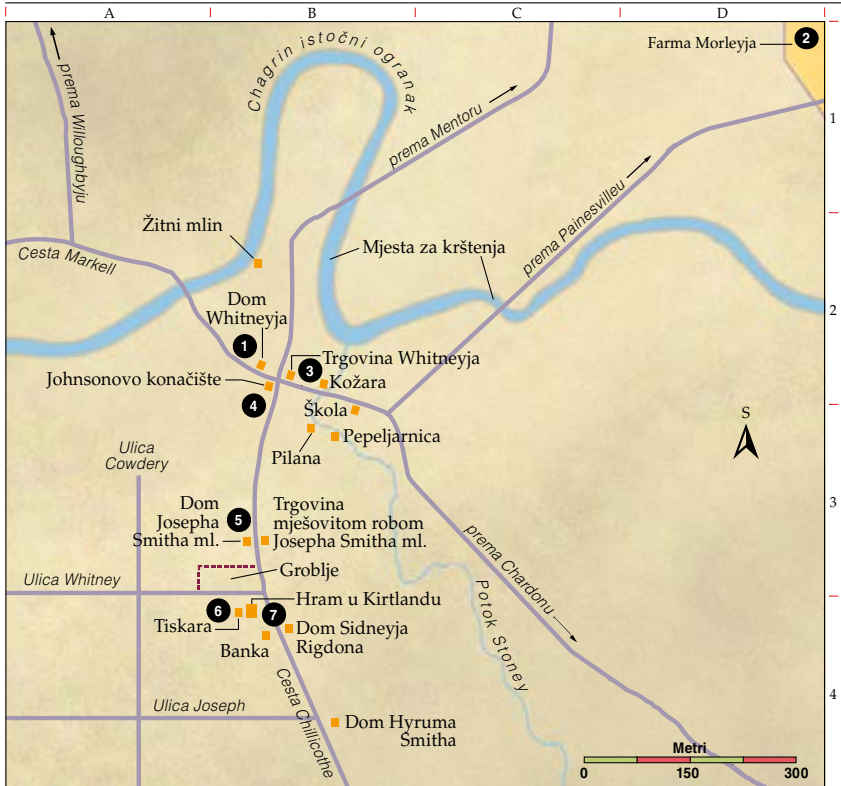 A B C D
Farma Morleyja
2
Chagrin istočni ogranak
1
prema Willoughbyju
prema Mentoru
prema Painesvilleu
Žitni mlin
Mjesta za krštenja
Cesta Markell
2
Dom
Whitneyja
1
Trgovina Whitneyja
3
Kožara
Johnsonovo konačište
4
Škola
Pepeljarnica
Pilana
S
Ulica
Cowdery
3
Dom
Josepha
Smitha ml.
5
Trgovina
mješovitom robom
Josepha Smitha ml.
prema Chardonu
Groblje
Ulica Whitney
Hram u Kirtlandu
6
7
Tiskara
Dom Sidneyja
Rigdona
Banka
Potok Stoney
4
Ulica Joseph
Cesta Chillicothe
Dom Hyruma
Smitha
Metri
0 150 300